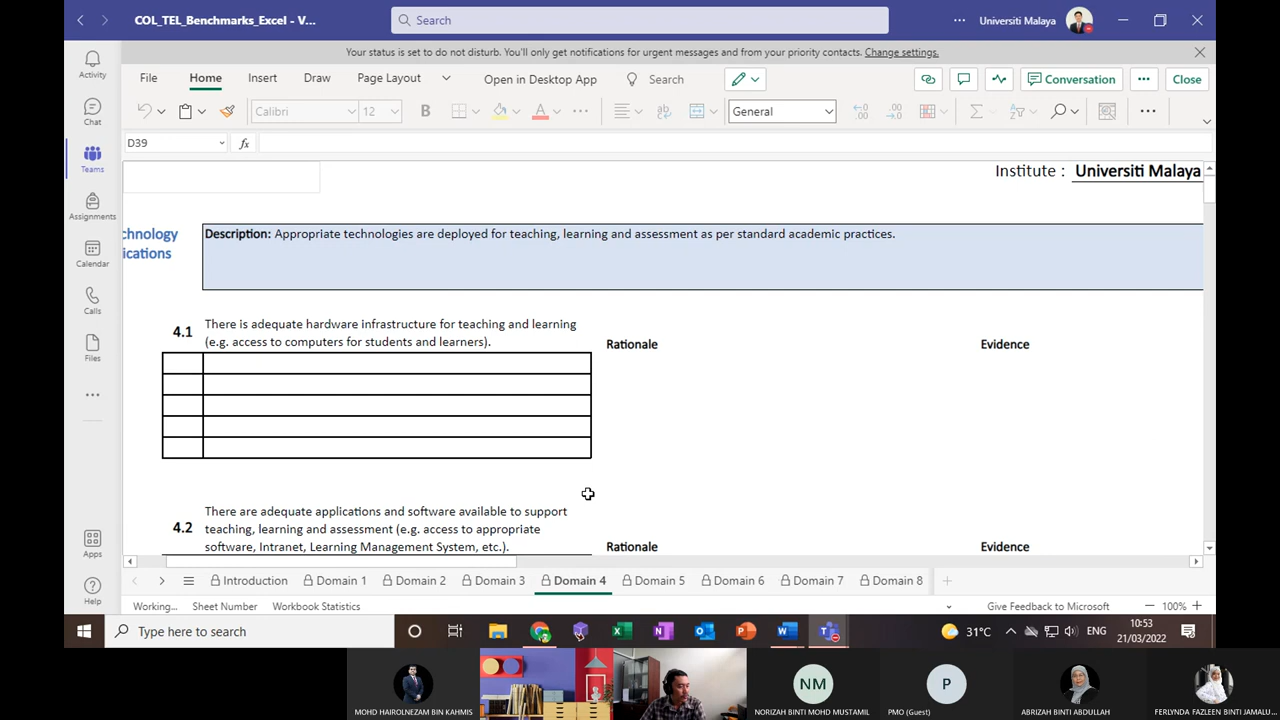 COL_TEL_Benchmarks_Excel - V...
Search
Universiti Malaya
Your status is set to do not disturb. You'll only get notifications for urgent messages and from your priority contacts. Change settings.
Activity
Chat
Teams
Assignments
Calendar
Calls
Files
Apps
Help
File
Home
Insert
Draw
Page Layout
Open in Desktop App
Search
Conversation
Close
Calibri
12
B
A
ab
General
D39
fx
Institute : Universiti Malaya
chnology
ications
Description: Appropriate technologies are deployed for teaching, learning and assessment as per standard academic practices.
4.1
There is adequate hardware infrastructure for teaching and learning
(e.g. access to computers for students and learners).
Rationale
Evidence
4.2
There are adequate applications and software available to support
teaching, learning and assessment (e.g. access to appropriate
software, Intranet, Learning Management System, etc.).
Rationale
Evidence
Introduction
Domain 1
Domain 2
Domain 3
Domain 4
Domain 5
Domain 6
Domain 7
Domain 8
Working...
Sheet Number
Workbook Statistics
Give Feedback to Microsoft
100%
Type here to search
31°C
ENG
10:53
21/03/2022
MOHD HAIROLNEZAM BIN KAHMIS
NM
NORIZAH BINTI MOHD MUSTAMIL
P
PMO (Guest)
ABRIZAH BINTI ABDULLAH
FERLYNDA FAZLEEN BINTI JAMALU...